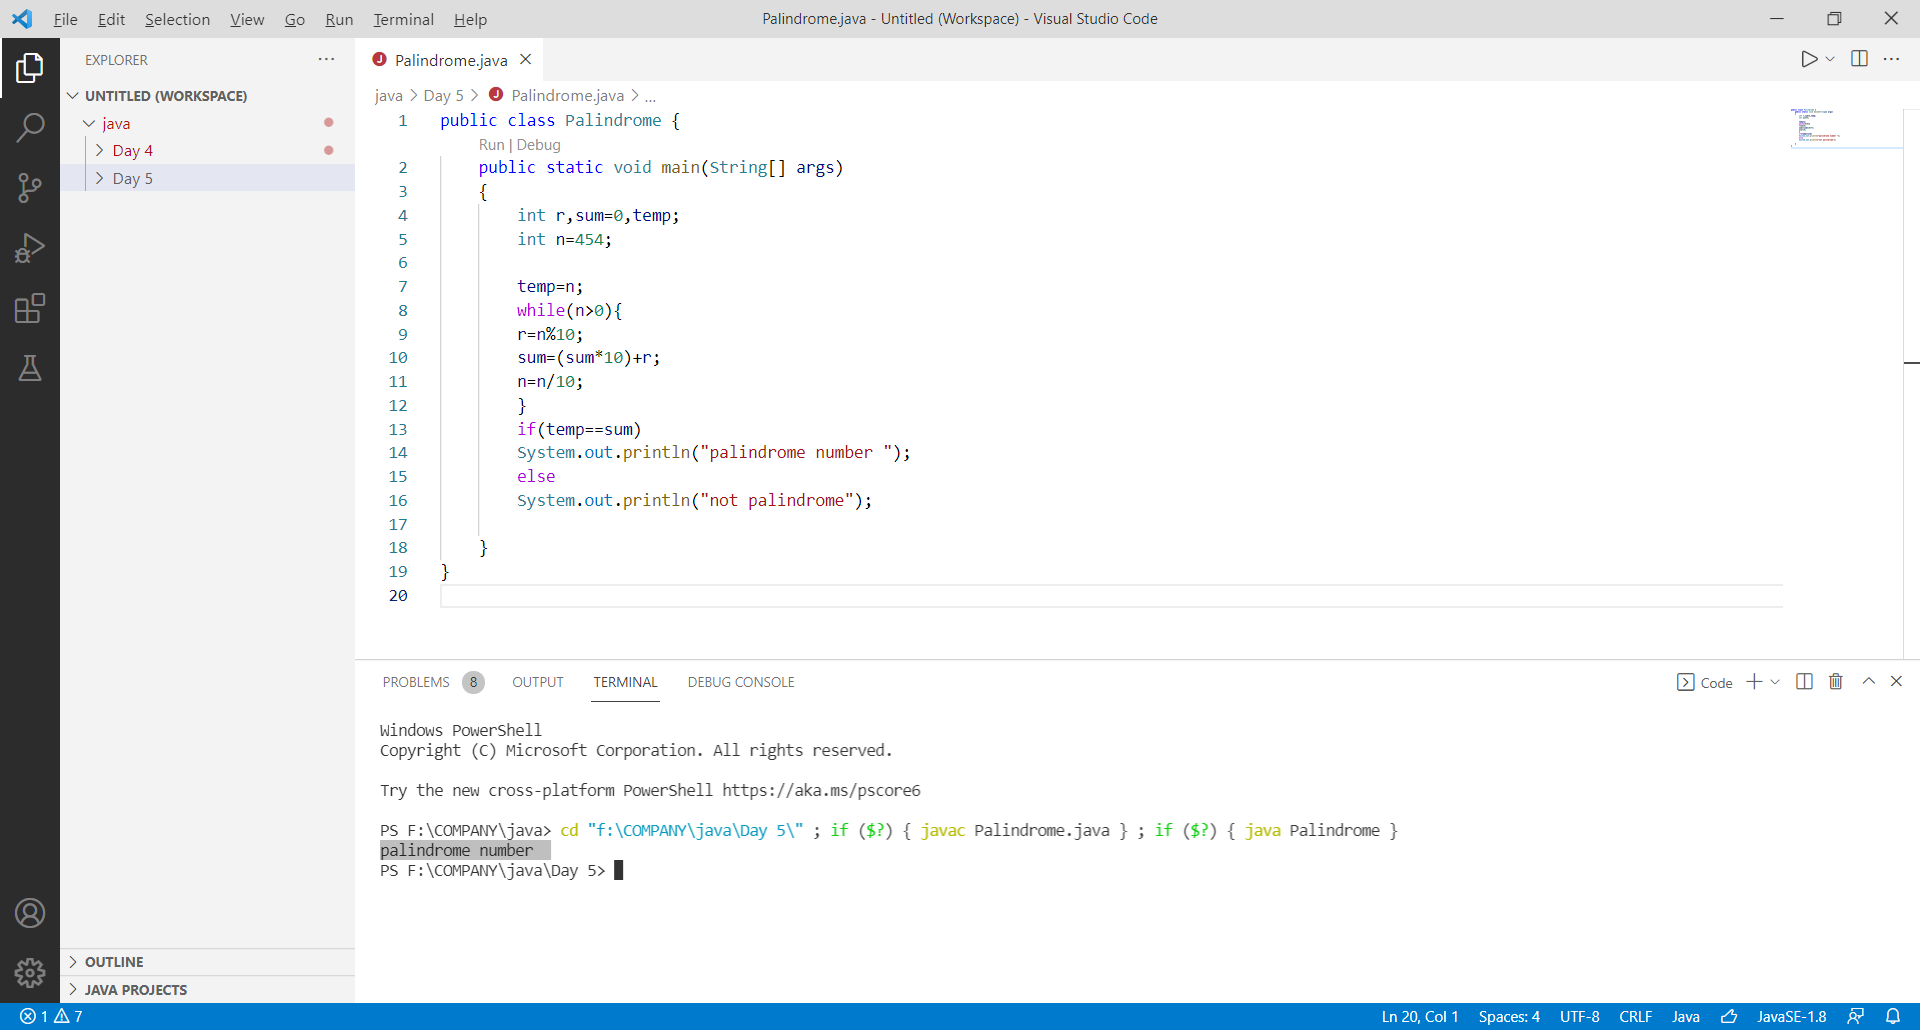 File Edit Selection View Go Run Terminal Help Palindrome.java - Untitled (Workspace) - Visual Studio Code
EXPLORER
UNTITLED (WORKSPACE)
java
Day 4
Day 5
OUTLINE
JAVA PROJECTS
Palindrome.java
java > Day 5 > Palindrome.java > ...
1 public class Palindrome {
Run | Debug
2 public static void main(String[] args)
3 {
4 int r,sum=0,temp;
5 int n=454;
6
7 temp=n;
8 while(n>0){
9 r=n%10;
10 sum=(sum*10)+r;
11 n=n/10;
12 }
13 if(temp==sum)
14 System.out.println("palindrome number ");
15 else
16 System.out.println("not palindrome");
17
18 }
19 }
20
PROBLEMS 8 OUTPUT TERMINAL DEBUG CONSOLE Code
Windows PowerShell
Copyright (C) Microsoft Corporation. All rights reserved.
Try the new cross-platform PowerShell https://aka.ms/pscore6
PS F:\COMPANY\java> cd "f:\COMPANY\java\Day 5\" ; if ($?) { javac Palindrome.java } ; if ($?) { java Palindrome }
palindrome number
PS F:\COMPANY\java\Day 5>
1 7 Ln 20, Col 1 Spaces: 4 UTF-8 CRLF Java JavaSE-1.8